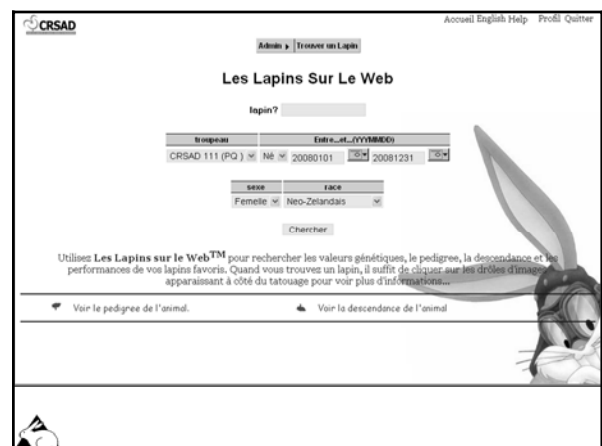 CRSAD
Accueil English Help Profil Quitter
Admin Trouver un Lapin
Les Lapins Sur Le Web
lapin?
troupeau Entre...et...(YYYMMDD)
CRSAD 111 (PQ ) Né 20080101 20081231
sexe race
Femelle Neo-Zelandais
Chercher
Utilisez Les Lapins sur le Web™ pour rechercher les valeurs génétiques, le pedigree, la descendance et les
performances de vos lapins favoris. Quand vous trouvez un lapin, il suffit de cliquer sur les drôles d'images
apparaissant à côté du tatouage pour voir plus d'informations...
Voir le pedigree de l'animal. Voir la descendance de l'animal